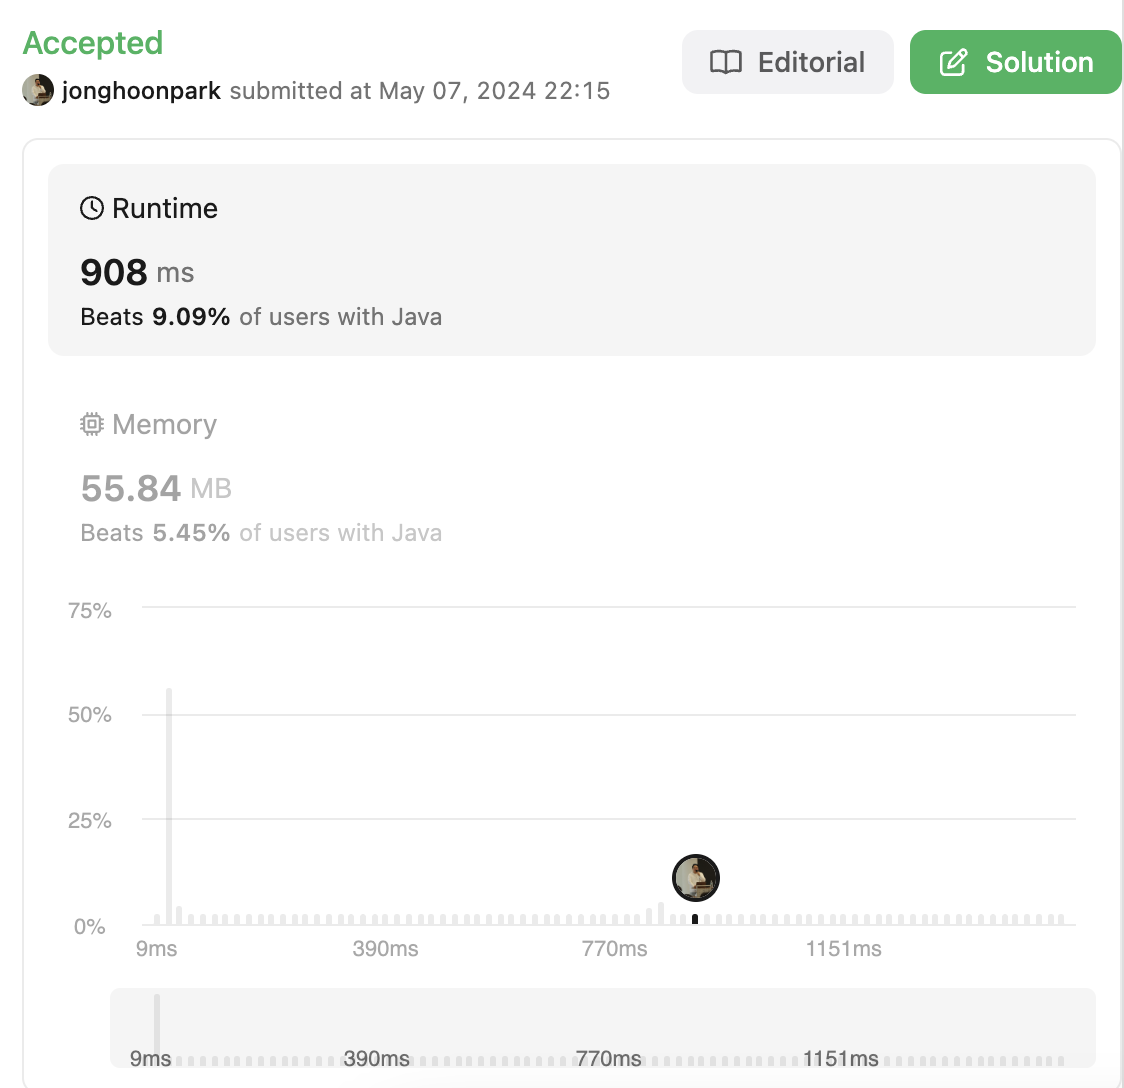 Accepted
jonghoonpark submitted at May 07, 2024 22:15
Editorial
Solution
Runtime
908 ms
Beats 9.09% of users with Java
Memory
55.84 MB
Beats 5.45% of users with Java
75%
50%
25%
0%
9ms 390ms 770ms 1151ms
9ms 390ms 770ms 1151ms